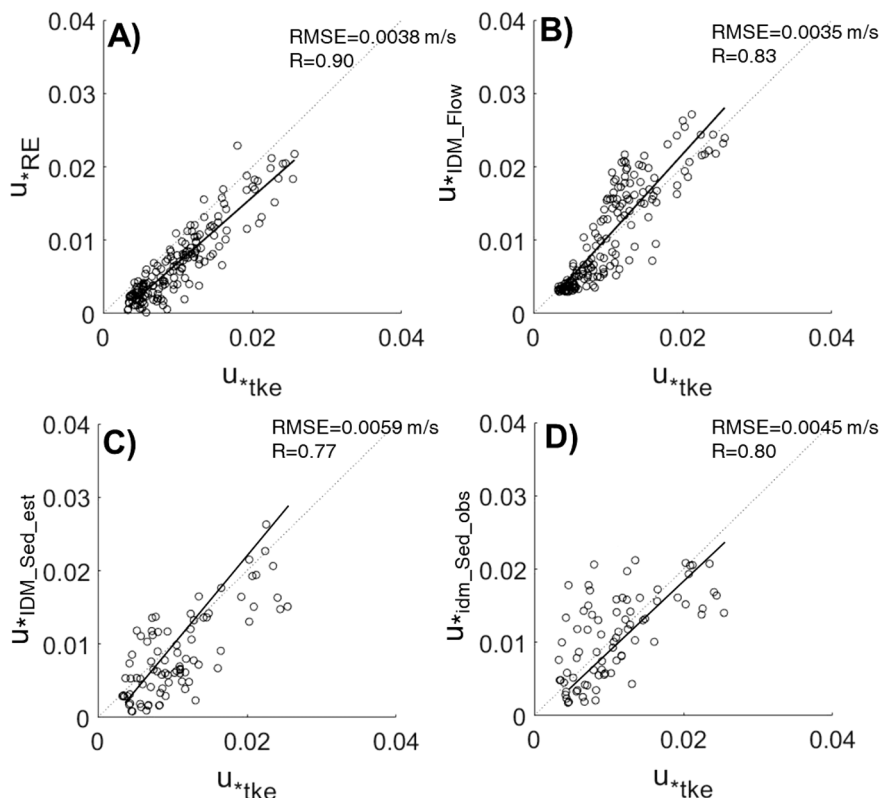 A)
RMSE=0.0038 m/s
R=0.90
0.04
0.03
0.02
0.01
0
u*RE
0
0.02
0.04
u*tke
B)
RMSE=0.0035 m/s
R=0.83
0.04
0.03
0.02
0.01
0
u*IDM_Flow
0
0.02
0.04
u*tke
C)
RMSE=0.0059 m/s
R=0.77
0.04
0.03
0.02
0.01
0
u*IDM_Sed_est
0
0.02
0.04
u*tke
D)
RMSE=0.0045 m/s
R=0.80
0.04
0.03
0.02
0.01
0
u*idm_Sed_obs
0
0.02
0.04
u*tke